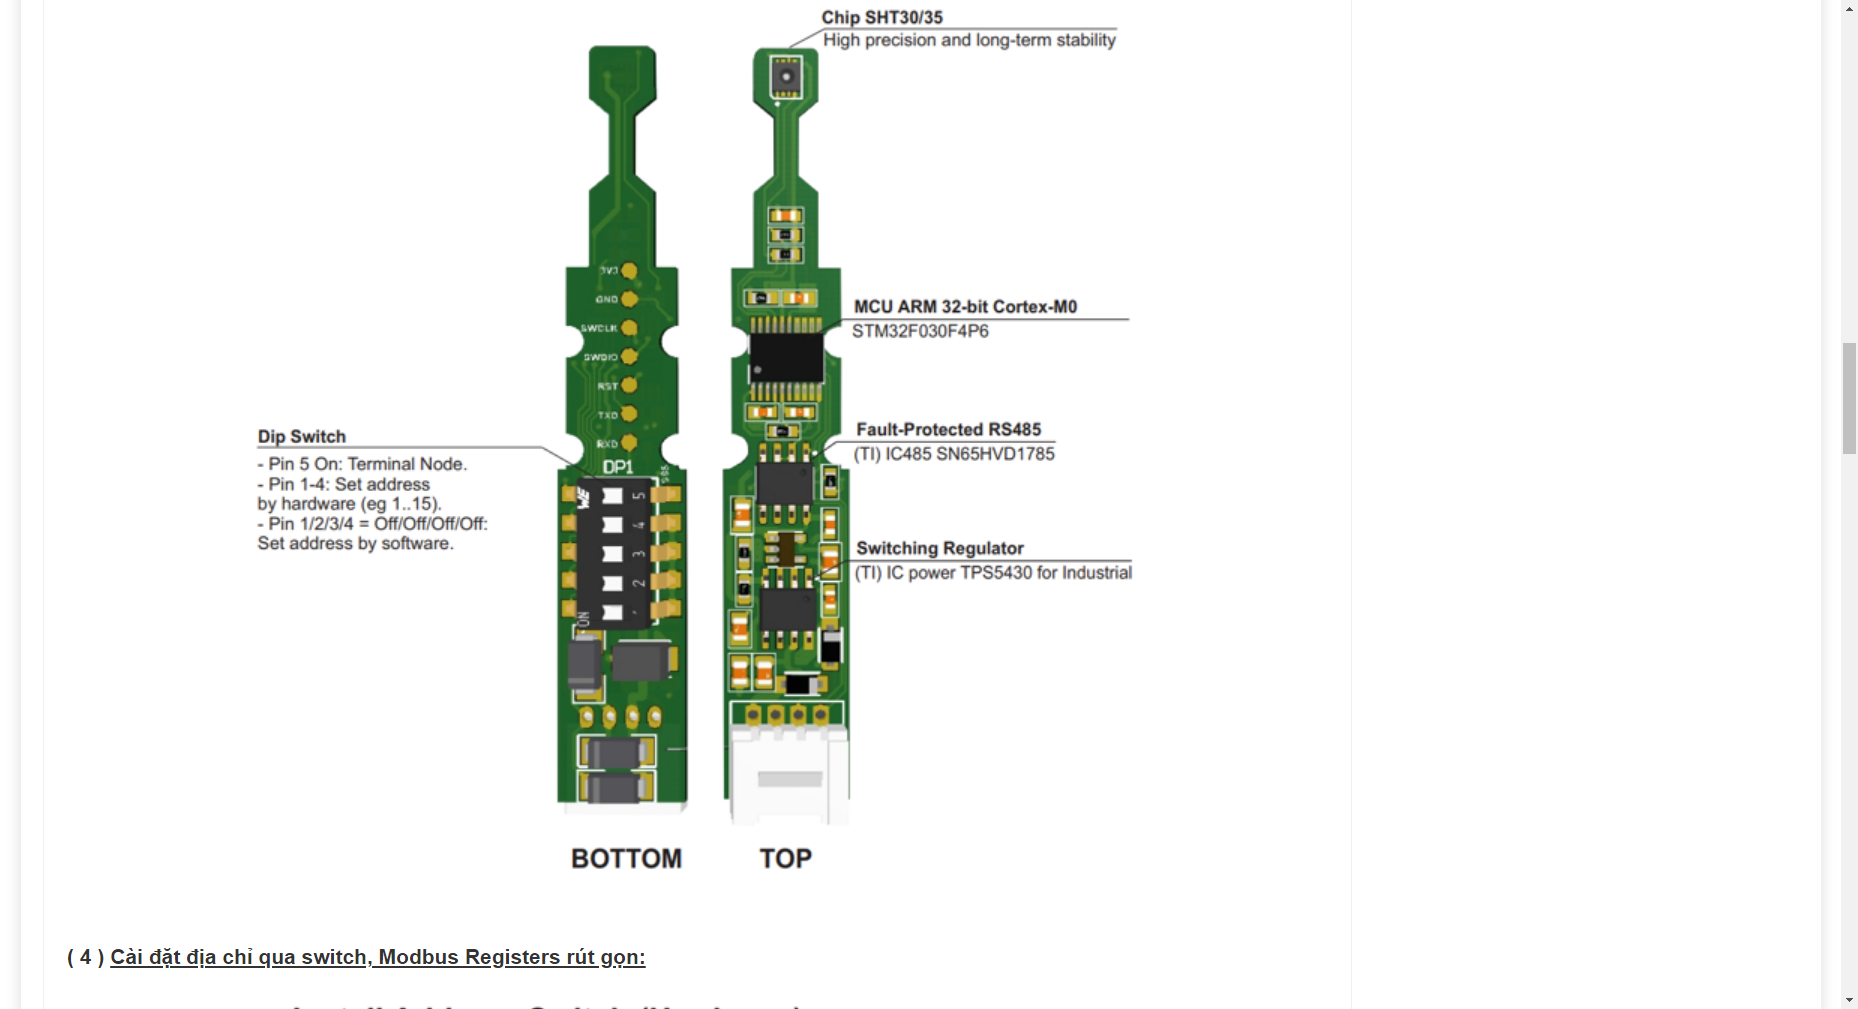 Chip SHT30/35
High precision and long-term stability
3V3
GND
SWCLK
SWDIO
RST
TXD
RXD
MCU ARM 32-bit Cortex-M0
STM32F030F4P6
Fault-Protected RS485
(TI) IC485 SN65HVD1785
Switching Regulator
(TI) IC power TPS5430 for Industrial
Dip Switch
- Pin 5 On: Terminal Node.
- Pin 1-4: Set address
by hardware (eg 1..15).
- Pin 1/2/3/4 = Off/Off/Off/Off:
Set address by software.
DP1
WE
5
4
3
2
1
ON
BOTTOM
TOP
( 4 ) Cài đặt địa chỉ qua switch, Modbus Registers rút gọn: